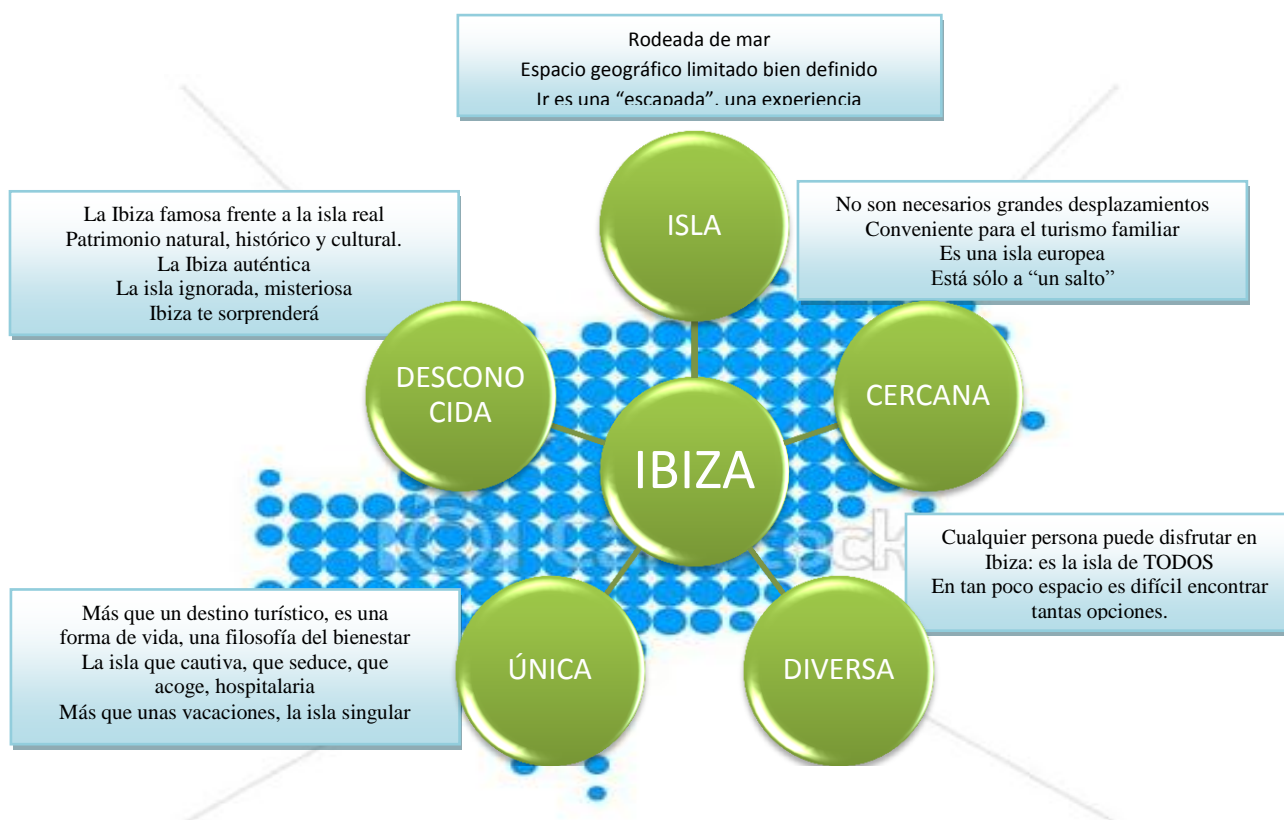 Rodeada de mar
Espacio geográfico limitado bien definido
Ir es una “escapada”, una experiencia
ISLA
No son necesarios grandes desplazamientos
Conveniente para el turismo familiar
Es una isla europea
Está sólo a “un salto”
CERCANA
La Ibiza famosa frente a la isla real
Patrimonio natural, histórico y cultural.
La Ibiza auténtica
La isla ignorada, misteriosa
Ibiza te sorprenderá
DESCONO
CIDA
IBIZA
Cualquier persona puede disfrutar en
Ibiza: es la isla de TODOS
En tan poco espacio es difícil encontrar
tantas opciones.
DIVERSA
Más que un destino turístico, es una
forma de vida, una filosofía del bienestar
La isla que cautiva, que seduce, que
acoge, hospitalaria
Más que unas vacaciones, la isla singular
ÚNICA